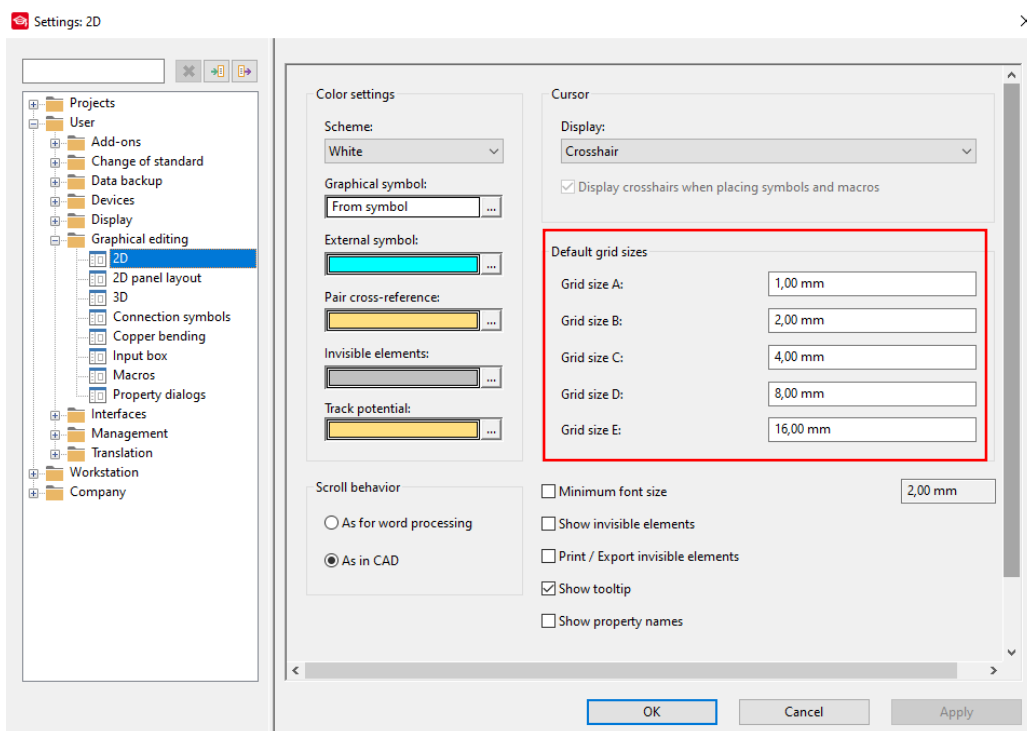 Settings: 2D
Projects
User
Add-ons
Change of standard
Data backup
Devices
Display
Graphical editing
2D
2D panel layout
3D
Connection symbols
Copper bending
Input box
Macros
Property dialogs
Interfaces
Management
Translation
Workstation
Company
Color settings
Scheme:
White
Graphical symbol:
From symbol
...
External symbol:
...
Pair cross-reference:
...
Invisible elements:
...
Track potential:
...
Scroll behavior
As for word processing
As in CAD
Cursor
Display:
Crosshair
Display crosshairs when placing symbols and macros
Default grid sizes
Grid size A: 1,00 mm
Grid size B: 2,00 mm
Grid size C: 4,00 mm
Grid size D: 8,00 mm
Grid size E: 16,00 mm
Minimum font size 2,00 mm
Show invisible elements
Print / Export invisible elements
Show tooltip
Show property names
OK Cancel Apply